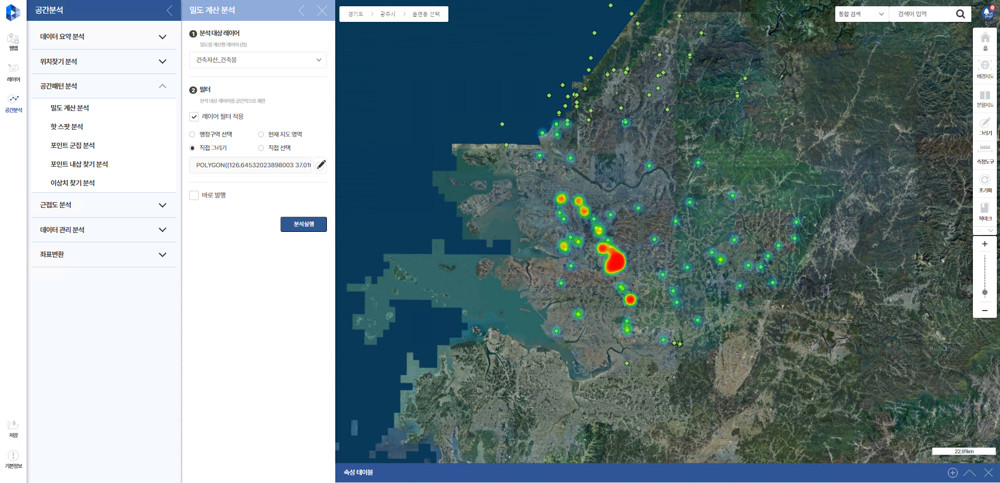 공간분석
밀도 계산 분석
경기도 > 광주시 > 읍면동 선택
통합 검색
검색어 입력
0
웹맵
레이어
공간분석
저장
기본정보
데이터 요약 분석
위치찾기 분석
공간패턴 분석
밀도 계산 분석
핫 스팟 분석
포인트 군집 분석
포인트 내삽 찾기 분석
이상치 찾기 분석
근접도 분석
데이터 관리 분석
좌표변환
1 분석 대상 레이어
밀도를 계산할 레이어 (점)
건축자산_건축물
2 필터
분석 대상 레이어를 공간적으로 제한
레이어 필터 적용
행정구역 선택
현재 지도 영역
직접 그리기
직접 선택
POLYGON((126.64532023898003 37.01
바로 발행
분석실행
홈
배경지도
분할지도
그리기
측정도구
초기화
북마크
+
−
22.91km
속성 테이블